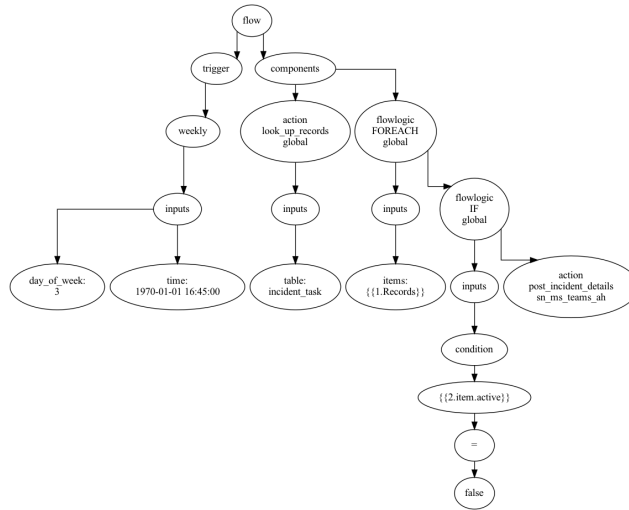 flow
trigger
components
weekly
action
look_up_records
global
flowlogic
FOREACH
global
inputs
inputs
inputs
flowlogic
IF
global
day_of_week:
3
time:
1970-01-01 16:45:00
table:
incident_task
items:
{{1.Records}}
inputs
action
post_incident_details
sn_ms_teams_ah
condition
{{2.item.active}}
=
false